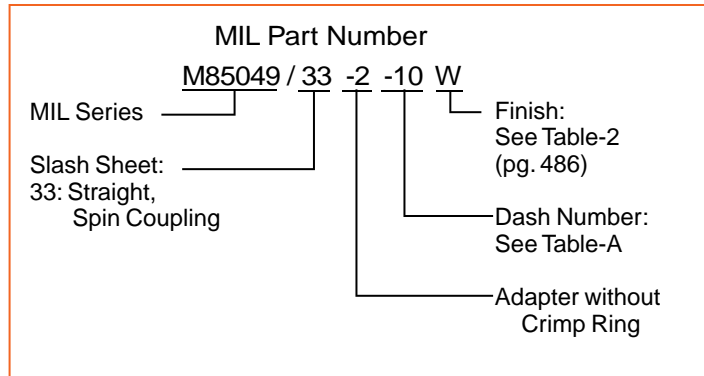 MIL Part Number
M85049 / 33 -2 -10 W
MIL Series
Slash Sheet:
33: Straight,
Spin Coupling
Finish:
See Table-2
(pg. 486)
Dash Number:
See Table-A
Adapter without
Crimp Ring